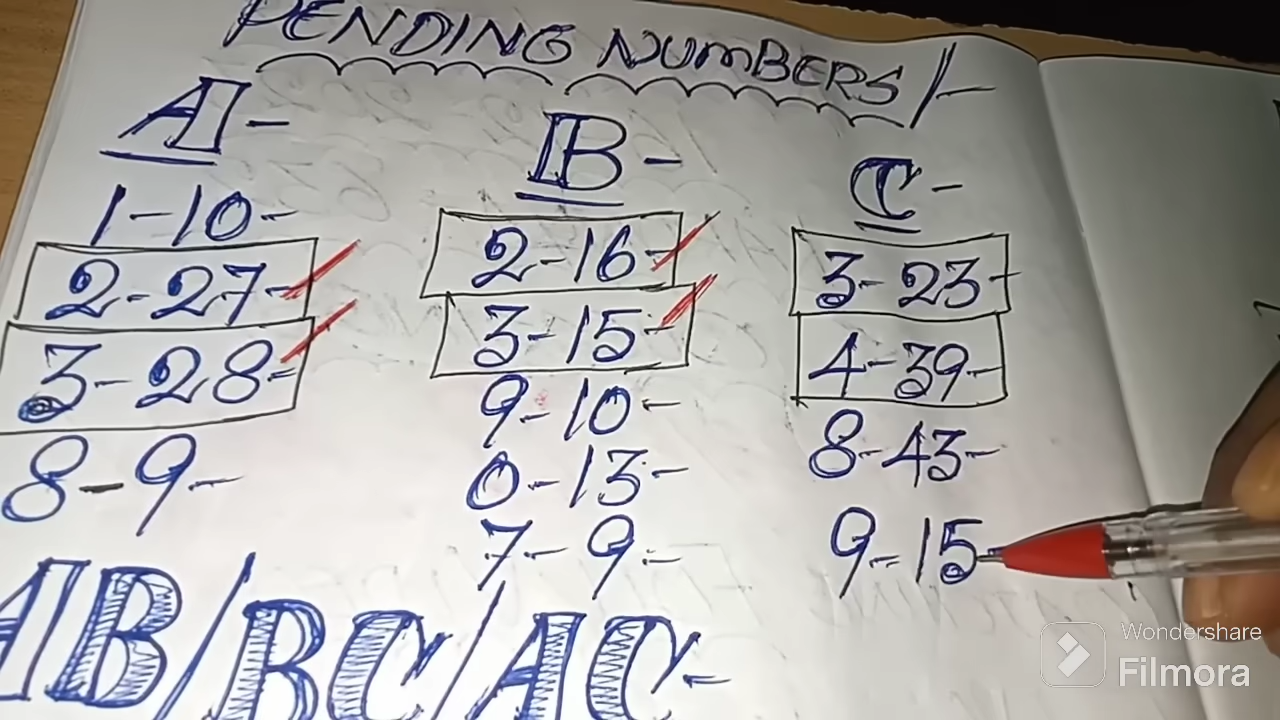 PENDING NUMBERS/-
A-
1-10-
2-27-
3-28-
8-9-
B-
2-16-
3-15-
9-10-
0-13-
7-9-
C-
3-23-
4-39-
8-43-
9-15-
AB/BC/AC-
Wondershare
Filmora